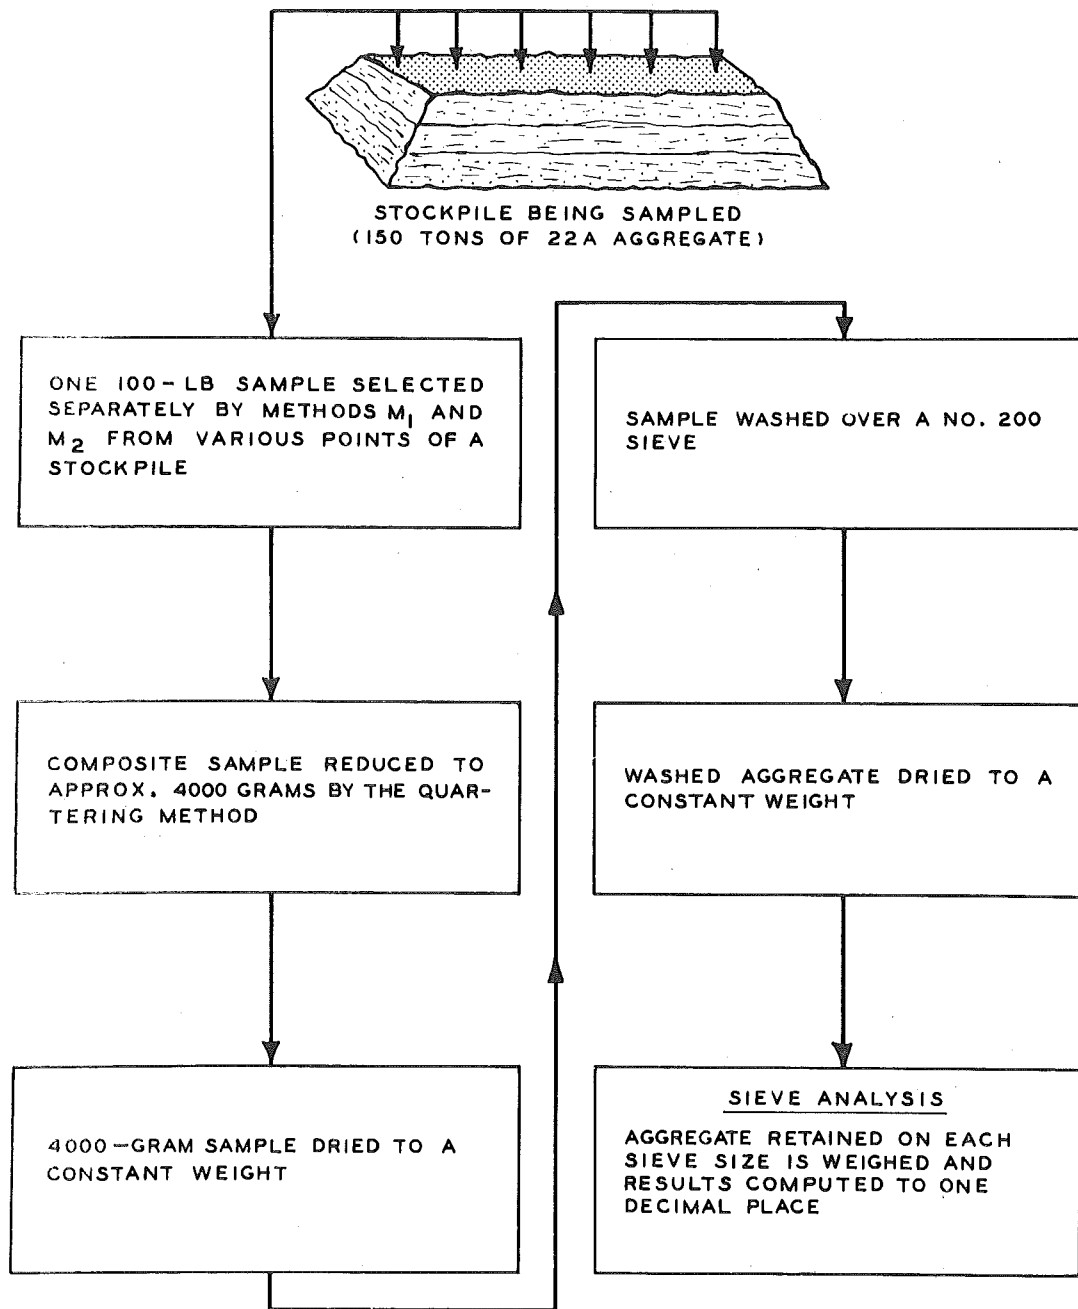 STOCKPILE BEING SAMPLED
(150 TONS OF 22A AGGREGATE)
ONE 100-LB SAMPLE SELECTED
SEPARATELY BY METHODS M1 AND
M2 FROM VARIOUS POINTS OF A
STOCKPILE
COMPOSITE SAMPLE REDUCED TO
APPROX. 4000 GRAMS BY THE QUAR-
TERING METHOD
4000-GRAM SAMPLE DRIED TO A
CONSTANT WEIGHT
SAMPLE WASHED OVER A NO. 200
SIEVE
WASHED AGGREGATE DRIED TO A
CONSTANT WEIGHT
SIEVE ANALYSIS
AGGREGATE RETAINED ON EACH
SIEVE SIZE IS WEIGHED AND
RESULTS COMPUTED TO ONE
DECIMAL PLACE